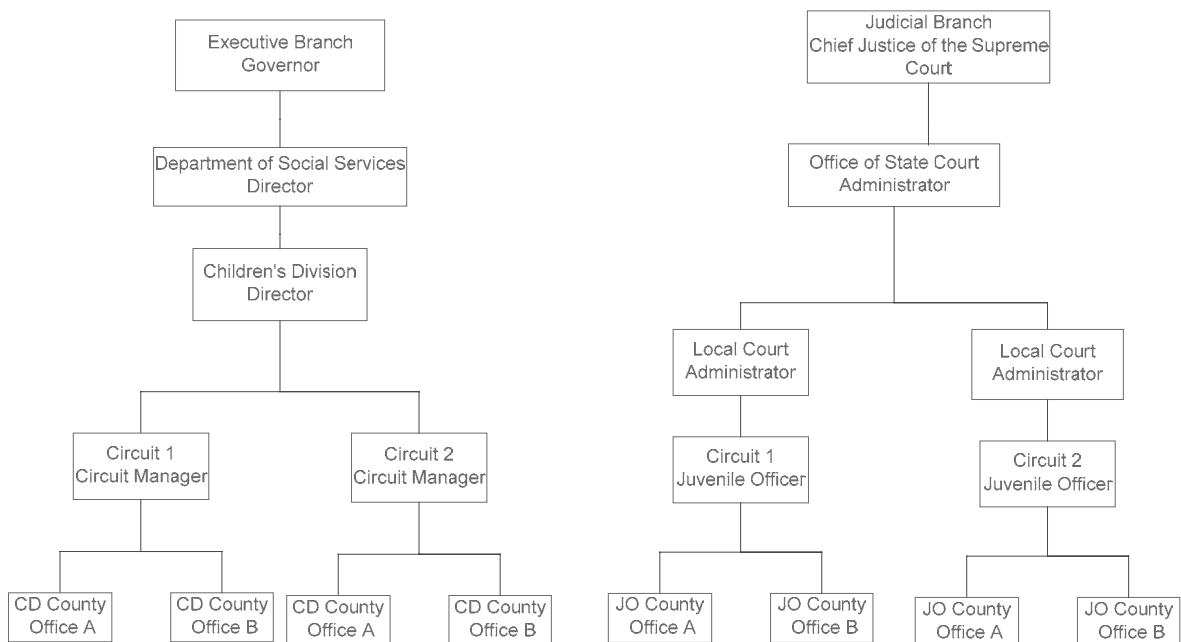 Executive Branch
Governor
Department of Social Services
Director
Children's Division
Director
Circuit 1
Circuit Manager
Circuit 2
Circuit Manager
CD County
Office A
CD County
Office B
CD County
Office A
CD County
Office B
Judicial Branch
Chief Justice of the Supreme
Court
Office of State Court
Administrator
Local Court
Administrator
Local Court
Administrator
Circuit 1
Juvenile Officer
Circuit 2
Juvenile Officer
JO County
Office A
JO County
Office B
JO County
Office A
JO County
Office B